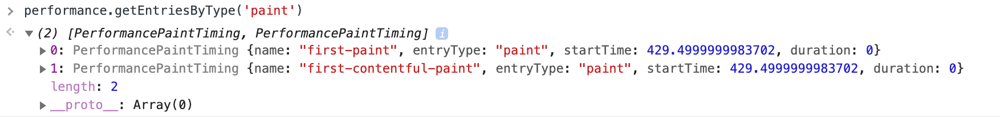 > performance.getEntriesByType('paint')
(2) [PerformancePaintTiming, PerformancePaintTiming] i
0: PerformancePaintTiming {name: "first-paint", entryType: "paint", startTime: 429.4999999983702, duration: 0}
1: PerformancePaintTiming {name: "first-contentful-paint", entryType: "paint", startTime: 429.4999999983702, duration: 0}
length: 2
__proto__: Array(0)